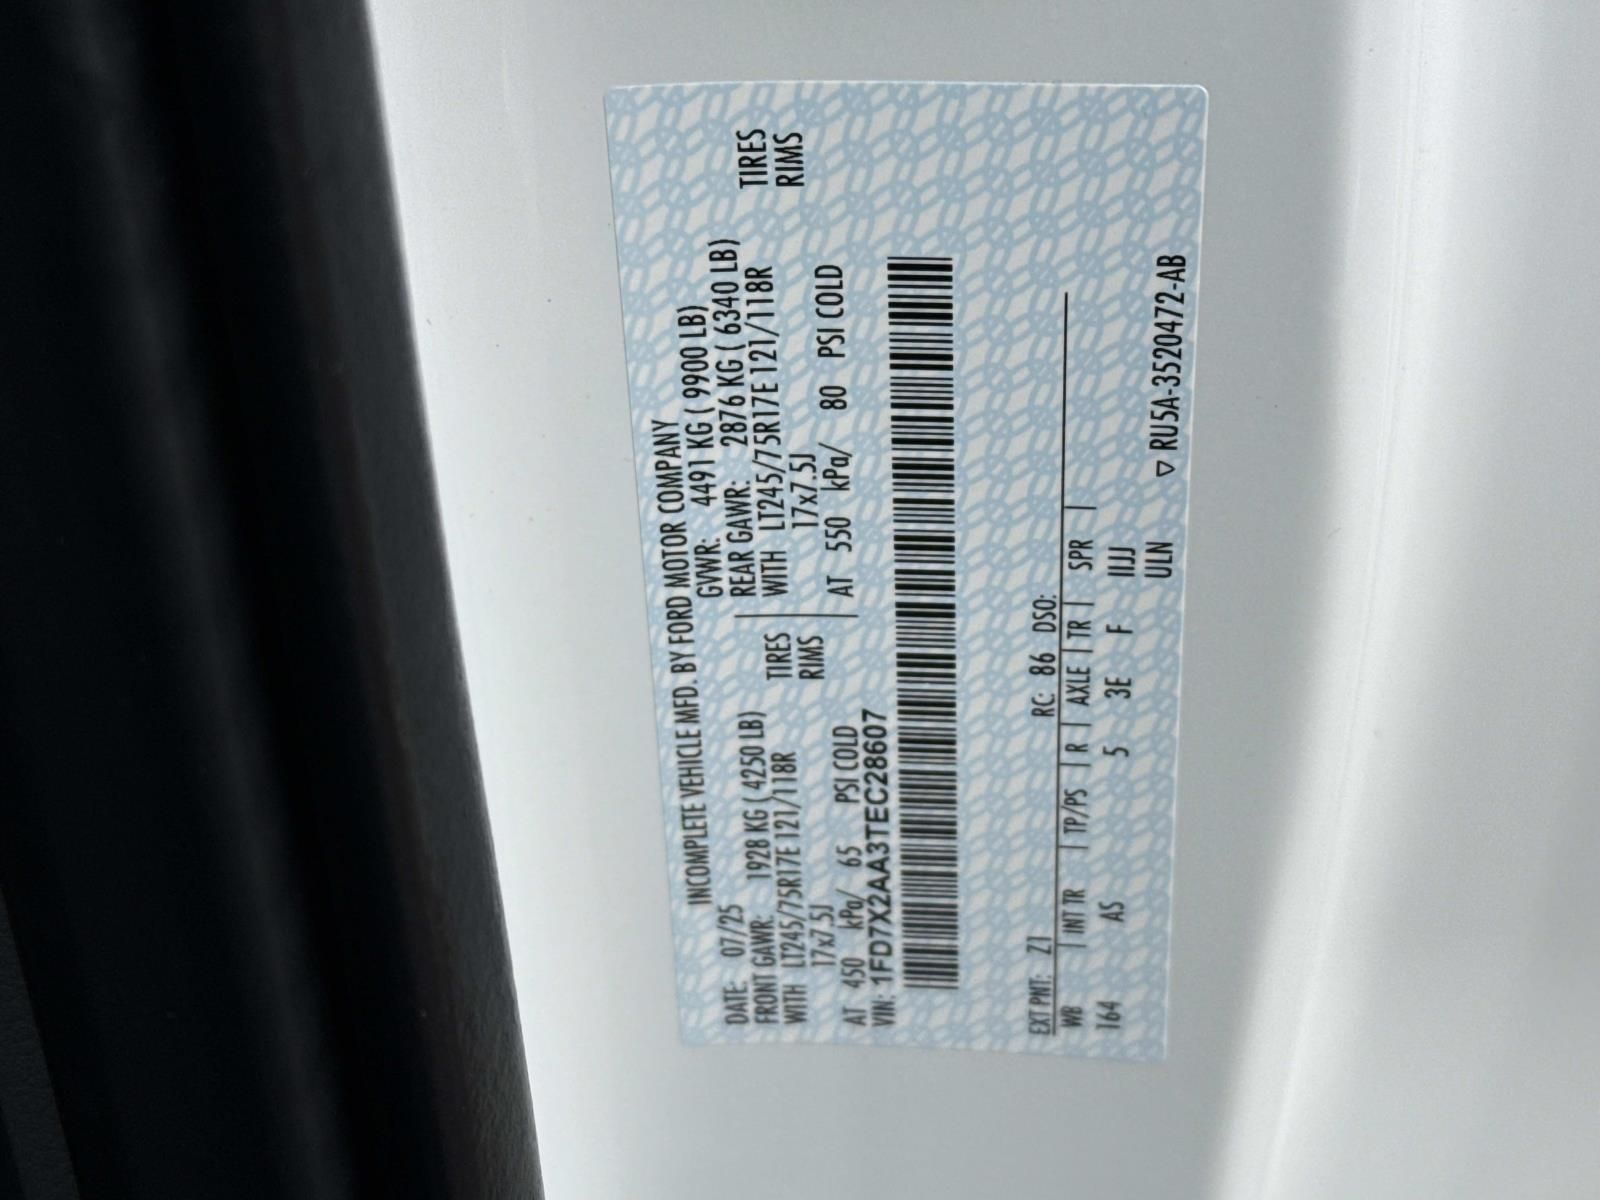 INCOMPLETE VEHICLE MFD. BY FORD MOTOR COMPANY
DATE: 07/25 GVWR: 4491 KG ( 9900 LB)
FRONT GAWR: 1928 KG ( 4250 LB) REAR GAWR: 2876 KG ( 6340 LB)
WITH LT245/75R17E 121/118R TIRES WITH LT245/75R17E 121/118R TIRES
17x7.5J RIMS 17x7.5J RIMS
AT 450 kPa/ 65 PSI COLD AT 550 kPa/ 80 PSI COLD
VIN: 1FD7X2AA3TEC28607
EXT PNT: Z1 RC: 86 DSO:
WB | INT TR | TP/PS | R | AXLE | TR | SPR |
164 AS 5 3E F IIJJ
ULN ▽ RU5A-3520472-AB